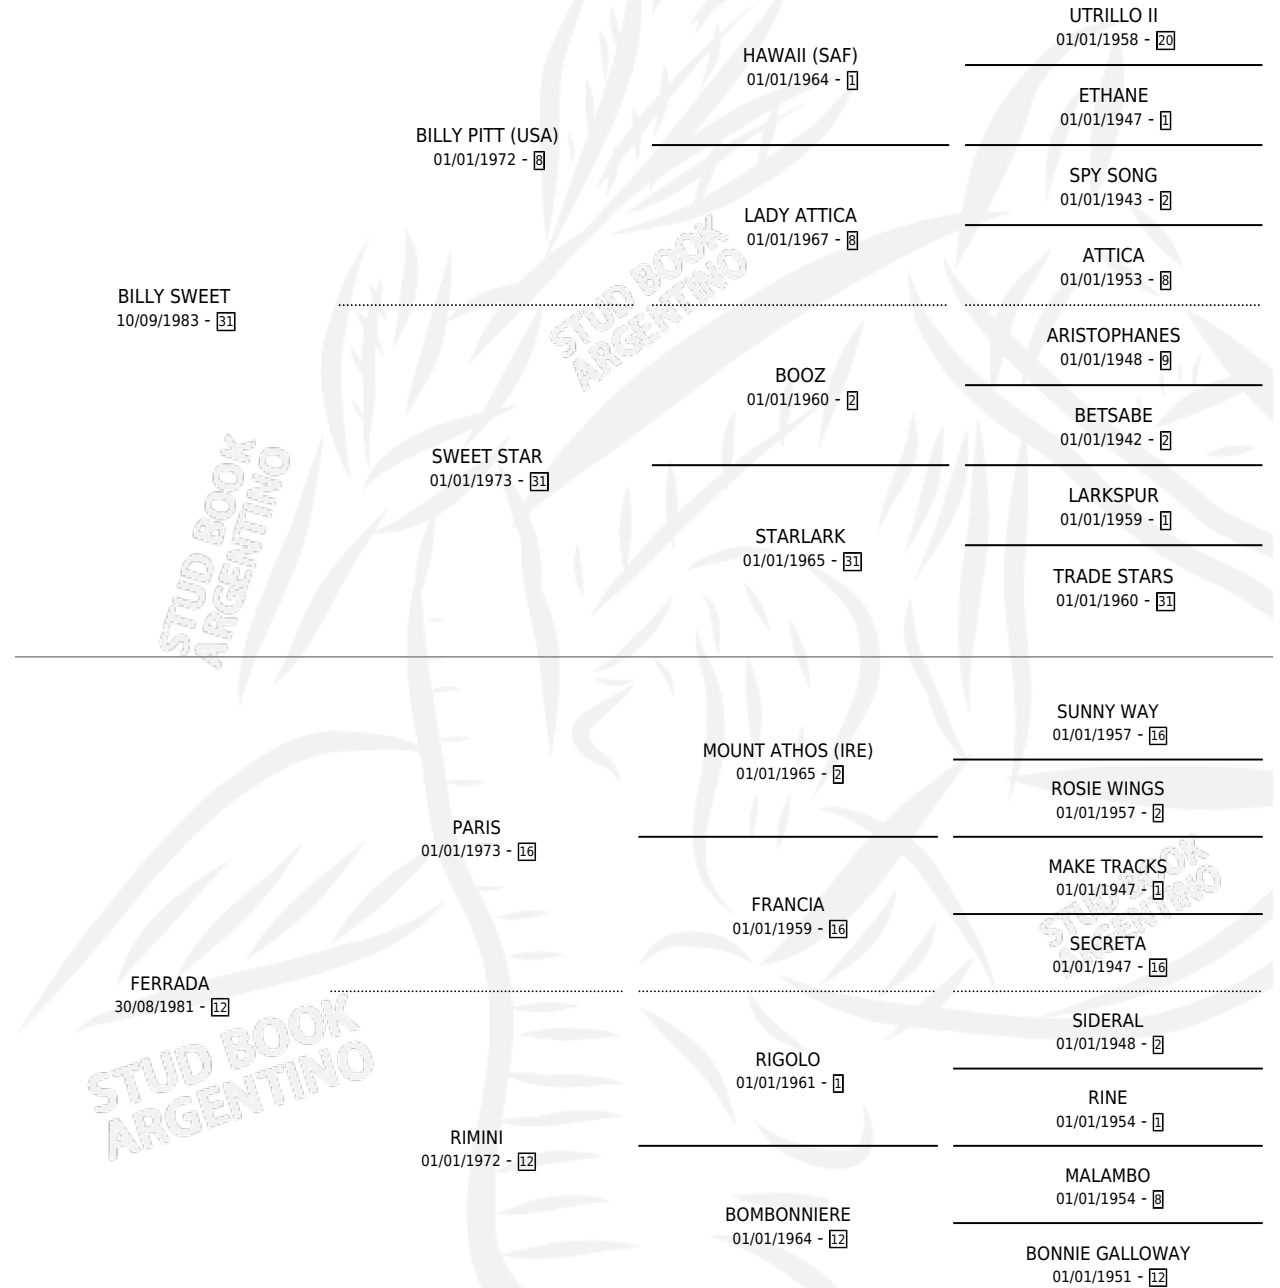 UTRILLO II
01/01/1958 - 20
HAWAII (SAF)
01/01/1964 - 1
ETHANE
01/01/1947 - 1
BILLY PITT (USA)
01/01/1972 - 8
SPY SONG
01/01/1943 - 2
LADY ATTICA
01/01/1967 - 8
ATTICA
01/01/1953 - 8
BILLY SWEET
10/09/1983 - 31
ARISTOPHANES
01/01/1948 - 9
BOOZ
01/01/1960 - 2
BETSABE
01/01/1942 - 2
SWEET STAR
01/01/1973 - 31
LARKSPUR
01/01/1959 - 1
STARLARK
01/01/1965 - 31
TRADE STARS
01/01/1960 - 31
SUNNY WAY
01/01/1957 - 16
MOUNT ATHOS (IRE)
01/01/1965 - 2
ROSIE WINGS
01/01/1957 - 2
PARIS
01/01/1973 - 16
MAKE TRACKS
01/01/1947 - 1
FRANCIA
01/01/1959 - 16
SECRETA
01/01/1947 - 16
FERRADA
30/08/1981 - 12
SIDERAL
01/01/1948 - 2
RIGOLO
01/01/1961 - 1
RINE
01/01/1954 - 1
RIMINI
01/01/1972 - 12
MALAMBO
01/01/1954 - 8
BOMBONNIERE
01/01/1964 - 12
BONNIE GALLOWAY
01/01/1951 - 12
STUD BOOK
ARGENTINO
STUD BOOK
ARGENTINO
STUD BOOK
ARGENTINO
STUD BOOK
ARGENTINO